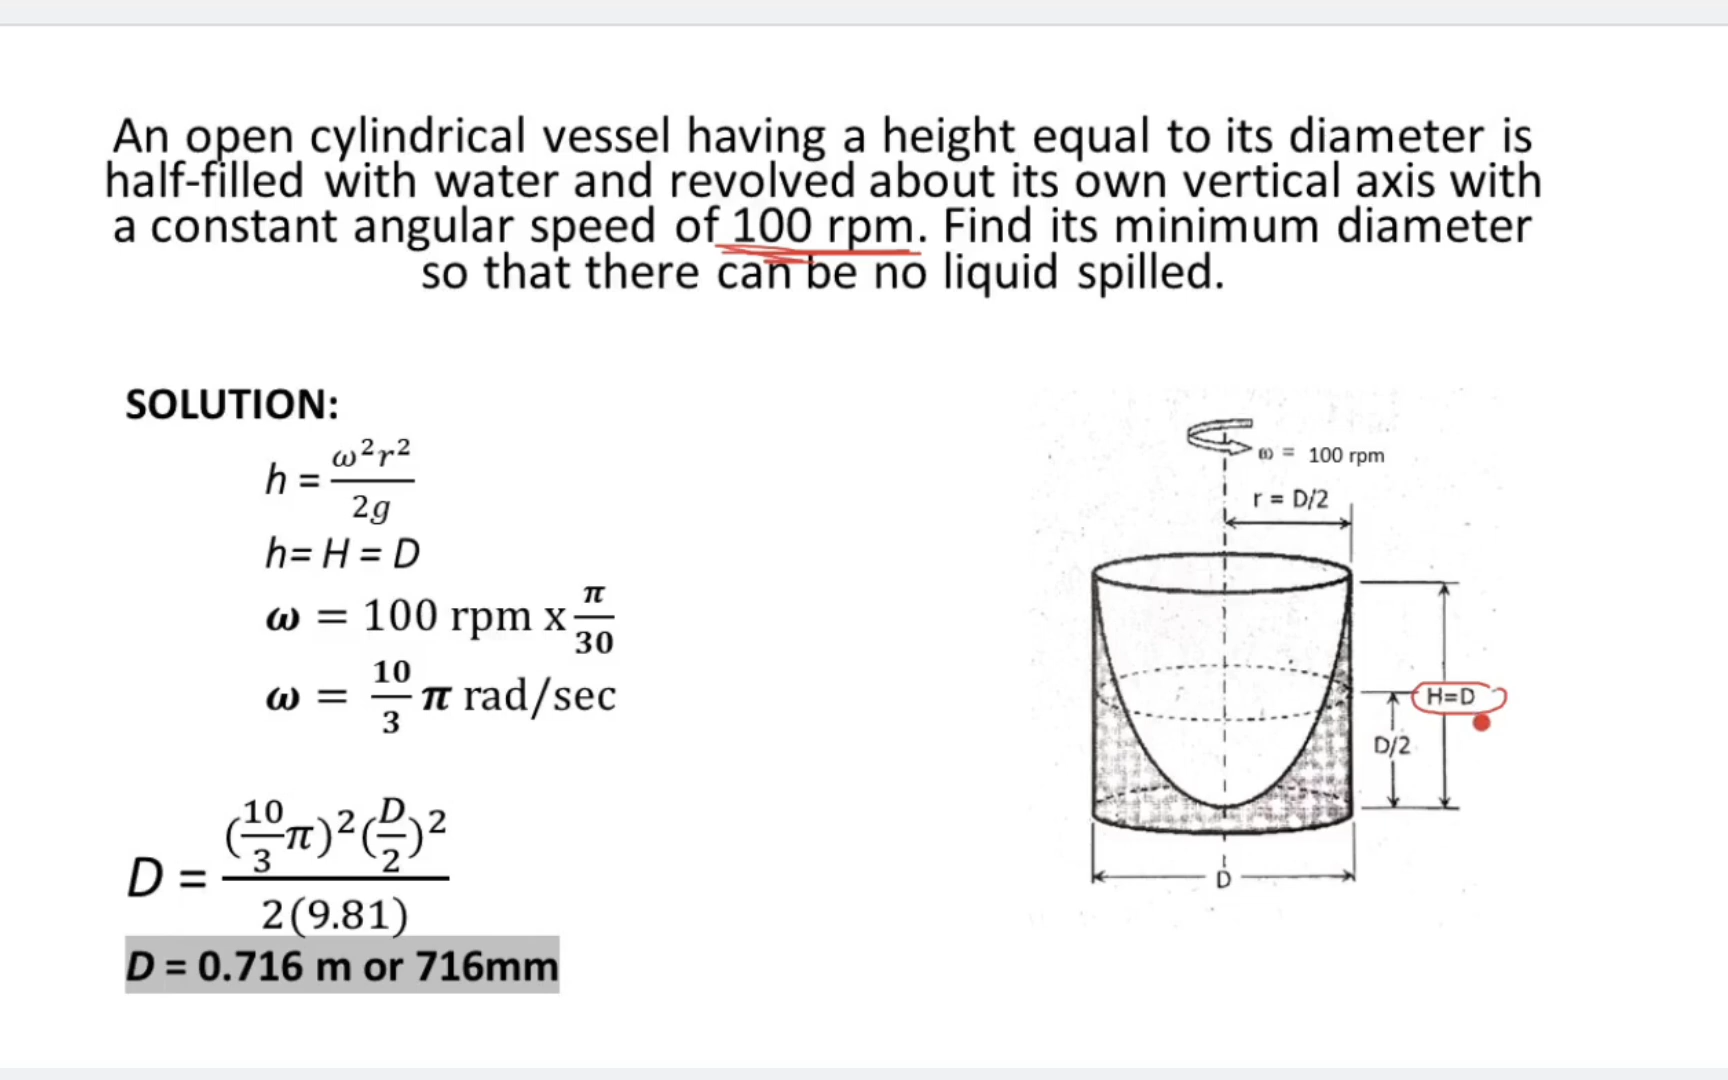 An open cylindrical vessel having a height equal to its diameter is
half-filled with water and revolved about its own vertical axis with
a constant angular speed of 100 rpm. Find its minimum diameter
so that there can be no liquid spilled.
SOLUTION:
h = ω²r² / 2g
h= H = D
ω = 100 rpm x π/30
ω = 10/3 π rad/sec
D = (10/3 π)²(D/2)² / 2(9.81)
D = 0.716 m or 716mm
ω = 100 rpm
r = D/2
H=D
D/2
D